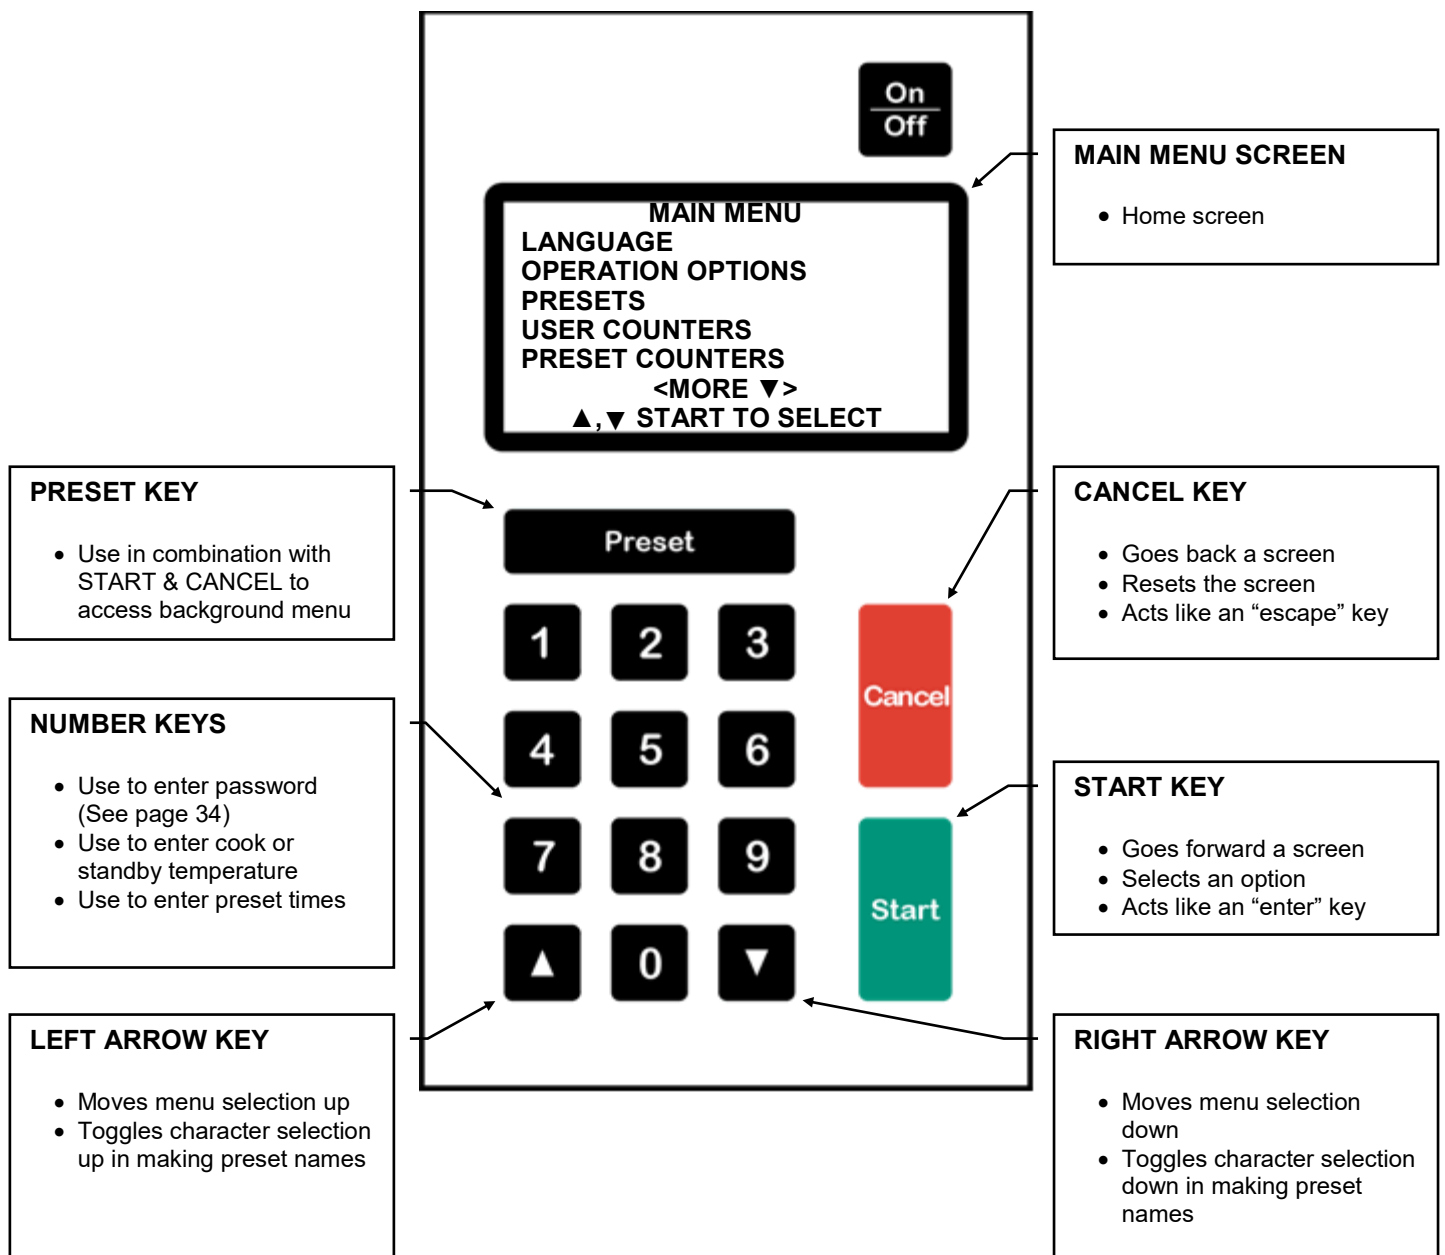 On
Off
MAIN MENU SCREEN
• Home screen
MAIN MENU
LANGUAGE
OPERATION OPTIONS
PRESETS
USER COUNTERS
PRESET COUNTERS
<MORE ▼>
▲,▼ START TO SELECT
PRESET KEY
• Use in combination with
START & CANCEL to
access background menu
CANCEL KEY
• Goes back a screen
• Resets the screen
• Acts like an “escape” key
Preset
1 2 3
Cancel
4 5 6
NUMBER KEYS
• Use to enter password
(See page 34)
• Use to enter cook or
standby temperature
• Use to enter preset times
START KEY
• Goes forward a screen
• Selects an option
• Acts like an “enter” key
7 8 9
Start
▲ 0 ▼
LEFT ARROW KEY
• Moves menu selection up
• Toggles character selection
up in making preset names
RIGHT ARROW KEY
• Moves menu selection
down
• Toggles character selection
down in making preset
names